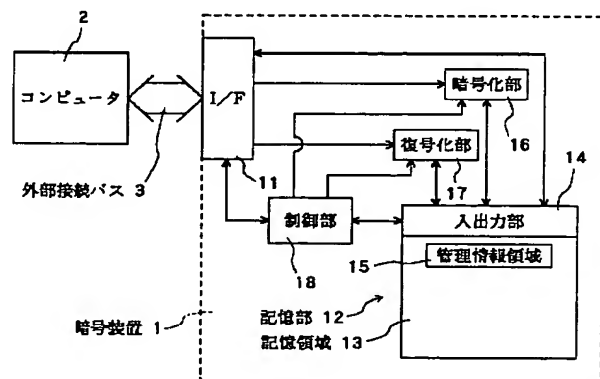 2
コンピュータ
外部接続バス 3
I/F
11
暗号化部
16
復号化部
17
14
制御部
18
入出力部
15
管理情報領域
暗号装置 1
記憶部 12
記憶領域 13